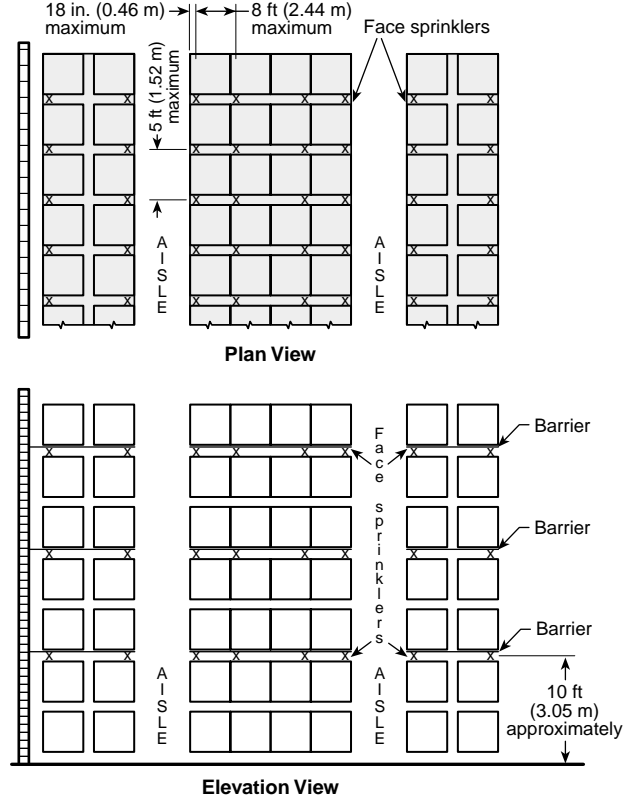 18 in. (0.46 m)
maximum
8 ft (2.44 m)
maximum
Face sprinklers
5 ft (1.52 m)
maximum
X X X X X X X X
X X X X X X X X
X X X X X X X X
X X X X X X X X
X X X X X X X X
AISLE
AISLE
Plan View
Face sprinklers
Barrier
X X X X X X X X
Barrier
X X X X X X X X
Barrier
X X X X X X X X
AISLE
AISLE
10 ft
(3.05 m)
approximately
Elevation View